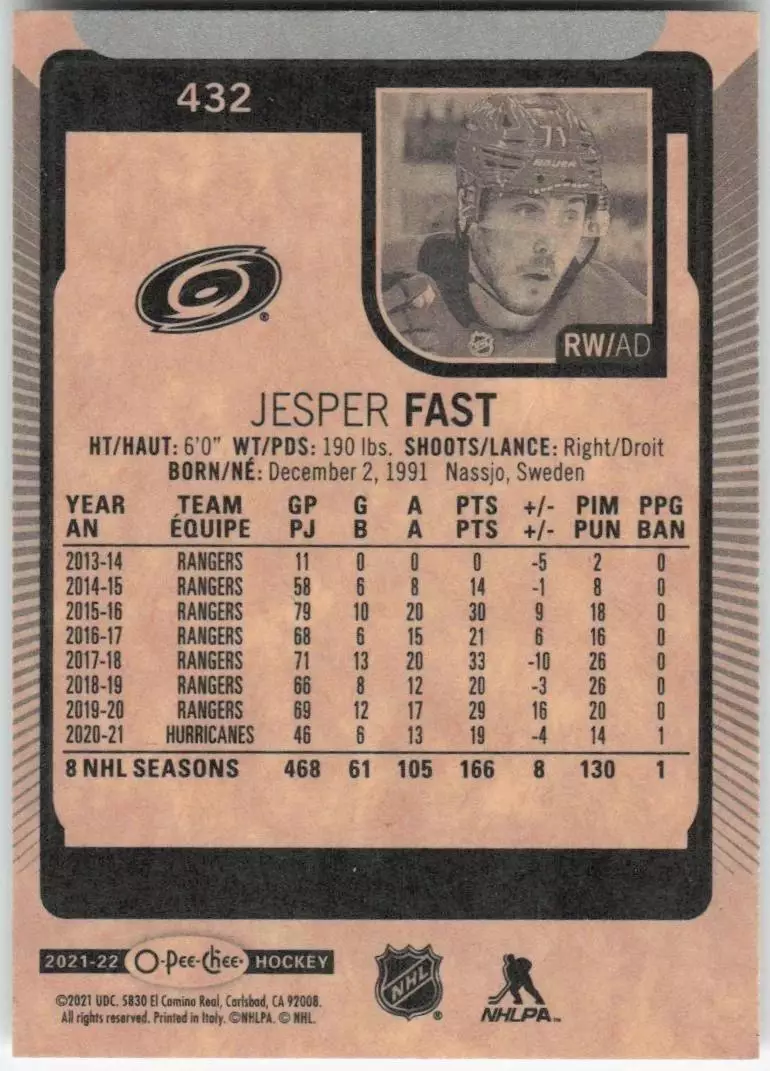 432
71
BAUER
RW/AD
®
JESPER FAST
HT/HAUT: 6'0" WT/PDS: 190 lbs. SHOOTS/LANCE: Right/Droit
BORN/NÉ: December 2, 1991 Nassjo, Sweden
YEAR TEAM GP G A PTS +/- PIM PPG
AN ÉQUIPE PJ B A PTS +/- PUN BAN
2013-14 RANGERS 11 0 0 0 -5 2 0
2014-15 RANGERS 58 6 8 14 -1 8 0
2015-16 RANGERS 79 10 20 30 9 18 0
2016-17 RANGERS 68 6 15 21 6 16 0
2017-18 RANGERS 71 13 20 33 -10 26 0
2018-19 RANGERS 66 8 12 20 -3 26 0
2019-20 RANGERS 69 12 17 29 16 20 0
2020-21 HURRICANES 46 6 13 19 -4 14 1
8 NHL SEASONS 468 61 105 166 8 130 1
2021-22 O-Pee-Chee HOCKEY
©2021 UDC. 5830 El Camino Real, Carlsbad, CA 92008.
All rights reserved. Printed in Italy. ©NHLPA. © NHL.
NHL ®
NHLPA™